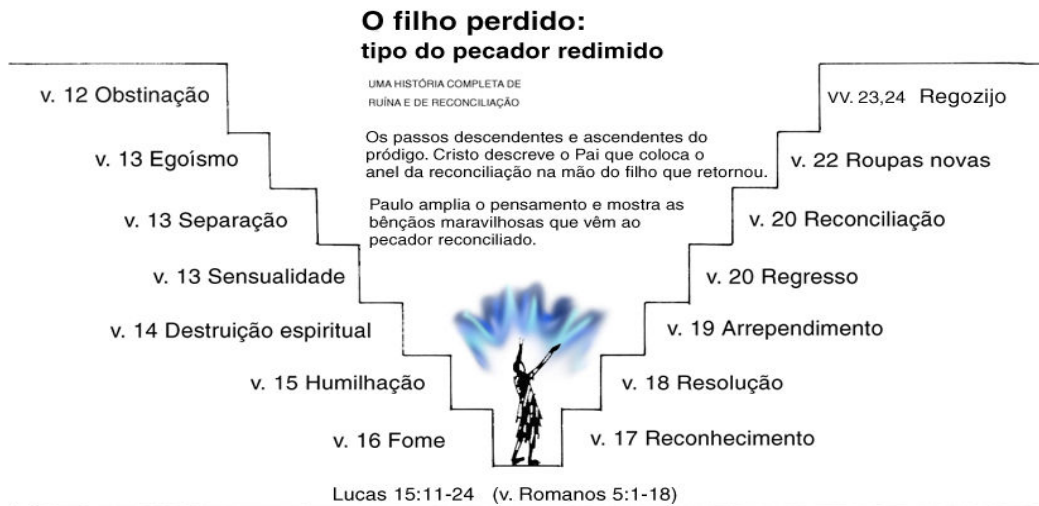 O filho perdido:
tipo do pecador redimido
UMA HISTÓRIA COMPLETA DE
RUÍNA E DE RECONCILIAÇÃO
Os passos descendentes e ascendentes do
pródigo. Cristo descreve o Pai que coloca o
anel da reconciliação na mão do filho que retornou.
Paulo amplia o pensamento e mostra as
bênçãos maravilhosas que vêm ao
pecador reconciliado.
v. 12 Obstinação
v. 13 Egoísmo
v. 13 Separação
v. 13 Sensualidade
v. 14 Destruição espiritual
v. 15 Humilhação
v. 16 Fome
v. 17 Reconhecimento
v. 18 Resolução
v. 19 Arrependimento
v. 20 Regresso
v. 20 Reconciliação
v. 22 Roupas novas
VV. 23,24 Regozijo
Lucas 15:11-24 (v. Romanos 5:1-18)